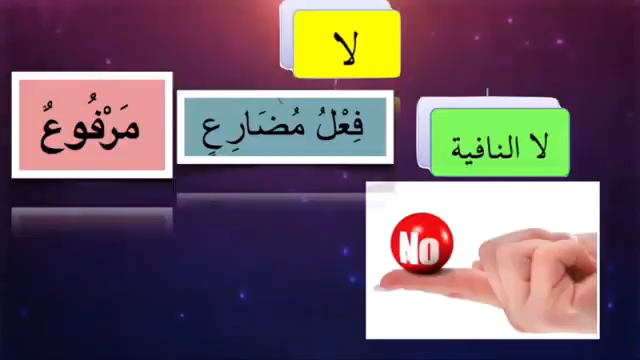 لا
لا النافية
فِعْلُ مُضَارِعٍ
مَرْفُوعٌ
No